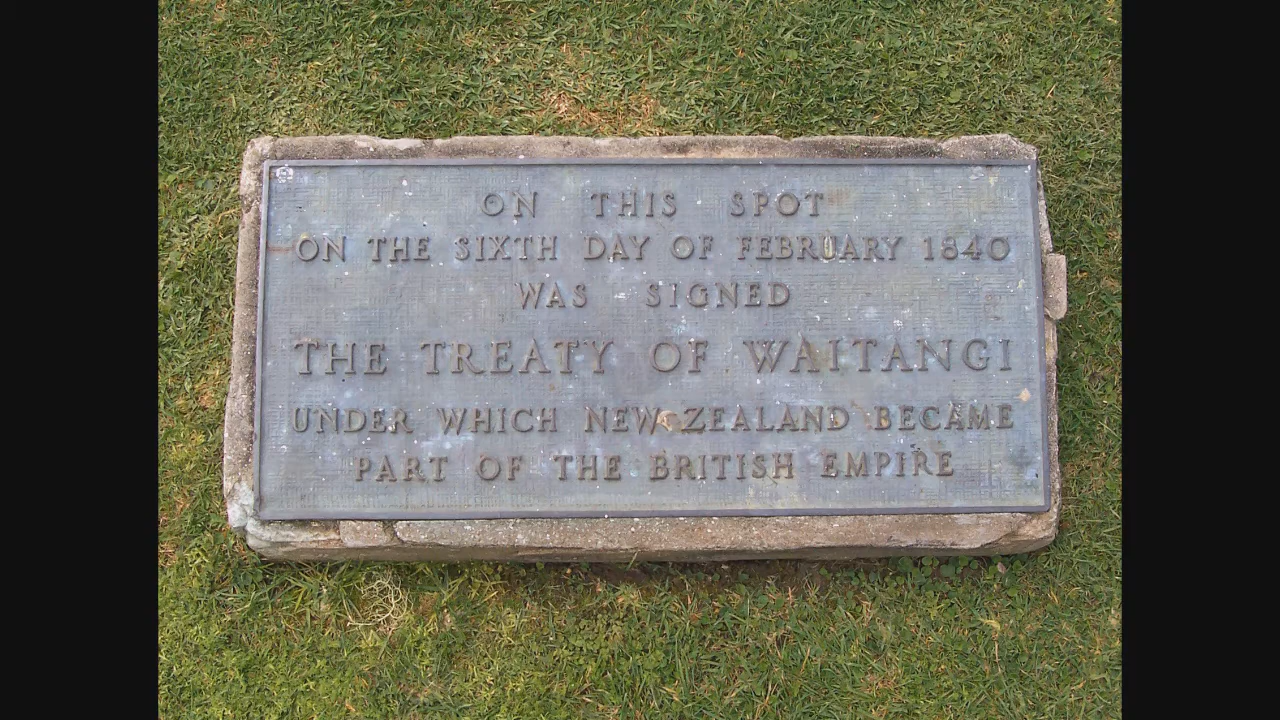 ON THIS SPOT
ON THE SIXTH DAY OF FEBRUARY 1840
WAS SIGNED
THE TREATY OF WAITANGI
UNDER WHICH NEW ZEALAND BECAME
PART OF THE BRITISH EMPIRE